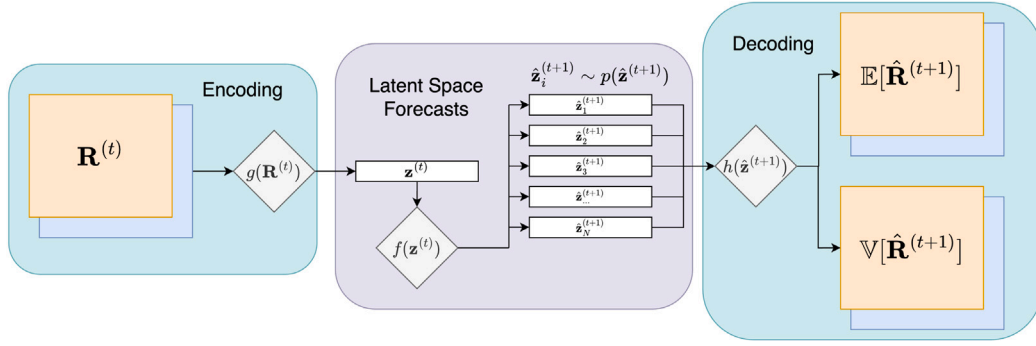 Encoding
𝐑^(t)
g(𝐑^(t))
Latent Space
Forecasts
𝐳^(t)
f(𝐳^(t))
𝐳̂_i^(t+1) ∼ p(𝐳̂^(t+1))
𝐳̂_1^(t+1)
𝐳̂_2^(t+1)
𝐳̂_3^(t+1)
𝐳̂_...^(t+1)
𝐳̂_N^(t+1)
Decoding
h(𝐳̂^(t+1))
𝔼[𝐑̂^(t+1)]
𝕍[𝐑̂^(t+1)]